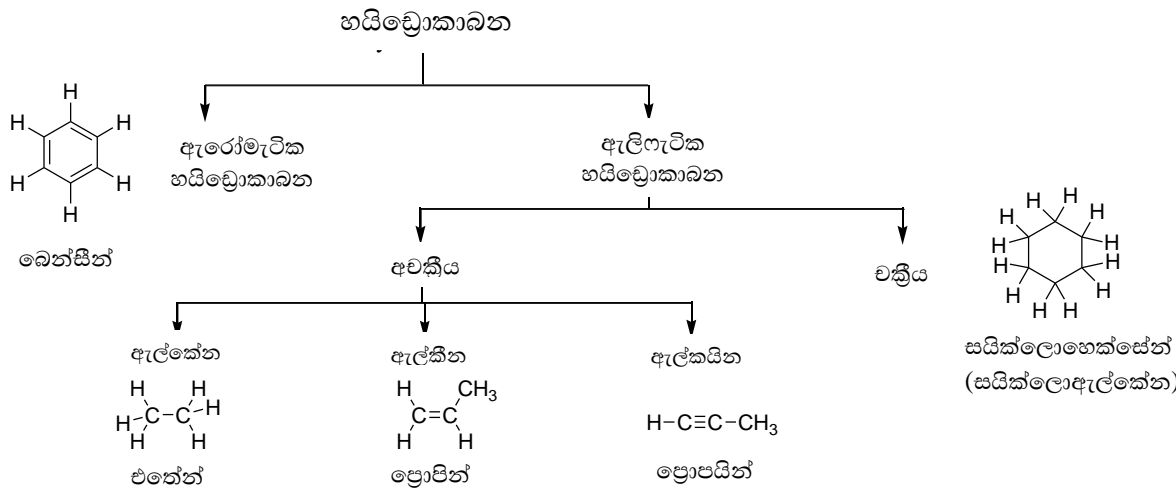 හයිඩ්‍රොකාබන
ඇරෝමැටික
හයිඩ්‍රොකාබන
ඇලිෆැටික
හයිඩ්‍රොකාබන
H
H H
H H
H
බෙන්සීන්
අචක්‍රීය
චක්‍රීය
H H
H H
H H
H H
H H
H H
සයික්ලොහෙක්සේන්
(සයික්ලොඇල්කේන)
ඇල්කේන
ඇල්කීන
ඇල්කයින
H H
H C–C H
H H
එතේන්
H CH₃
C=C
H H
ප්‍රොපීන්
H–C≡C–CH₃
ප්‍රොපයින්